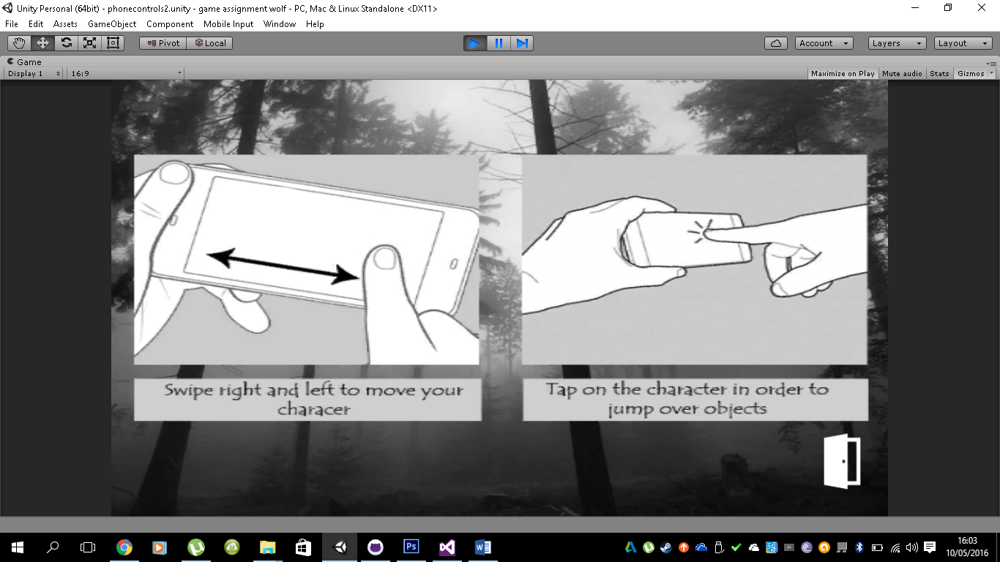 Unity Personal (64bit) - phonecontrols2.unity - game assignment wolf - PC, Mac & Linux Standalone <DX11>
File Edit Assets GameObject Component Mobile Input Window Help
Pivot Local Account Layers Layout
Game
Display 1 16:9 Maximize on Play Mute audio Stats Gizmos
Swipe right and left to move your
characer
Tap on the character in order to
jump over objects
Ps
16:03
10/05/2016